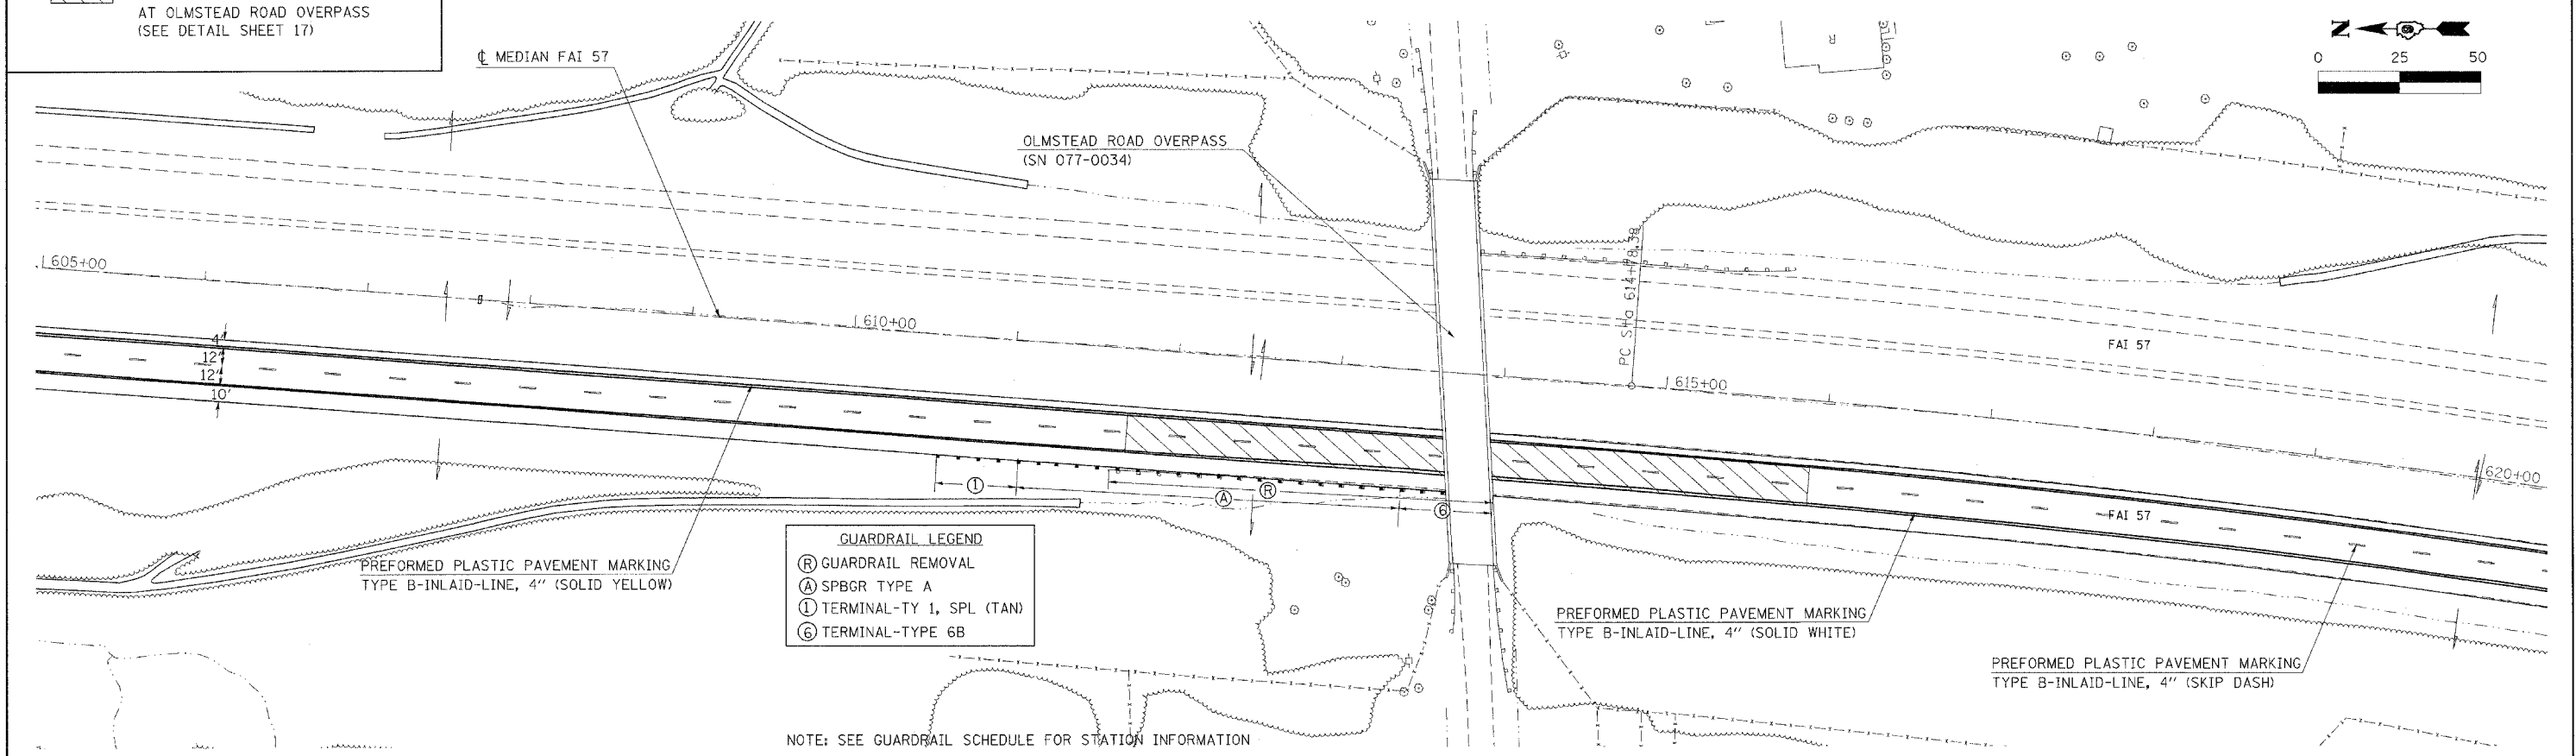 AT OLMSTEAD ROAD OVERPASS
(SEE DETAIL SHEET 17)
℄ MEDIAN FAI 57
N
0 25 50
R
OLMSTEAD ROAD OVERPASS
(SN 077-0034)
605+00
610+00
PC Sta 614+
615+00
620+00
FAI 57
FAI 57
4'
12'
12'
10'
1
A
R
6
PREFORMED PLASTIC PAVEMENT MARKING
TYPE B-INLAID-LINE, 4" (SOLID YELLOW)
GUARDRAIL LEGEND
R GUARDRAIL REMOVAL
A SPBGR TYPE A
1 TERMINAL-TY 1, SPL (TAN)
6 TERMINAL-TYPE 6B
PREFORMED PLASTIC PAVEMENT MARKING
TYPE B-INLAID-LINE, 4" (SOLID WHITE)
PREFORMED PLASTIC PAVEMENT MARKING
TYPE B-INLAID-LINE, 4" (SKIP DASH)
NOTE: SEE GUARDRAIL SCHEDULE FOR STATION INFORMATION